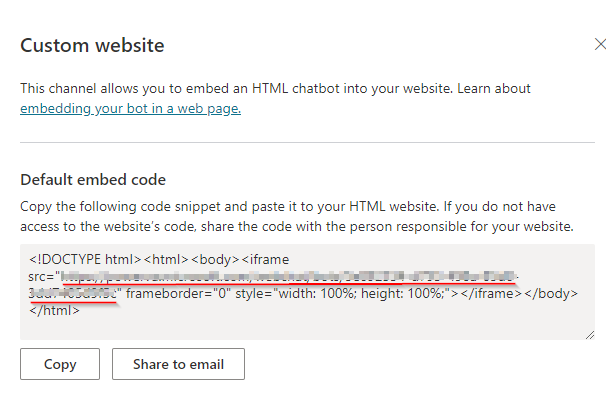 Custom website
This channel allows you to embed an HTML chatbot into your website. Learn about
embedding your bot in a web page.
Default embed code
Copy the following code snippet and paste it to your HTML website. If you do not have
access to the website's code, share the code with the person responsible for your website.
<!DOCTYPE html><html><body><iframe
src="
" frameborder="0" style="width: 100%; height: 100%;"></iframe></body>
</html>
Copy
Share to email